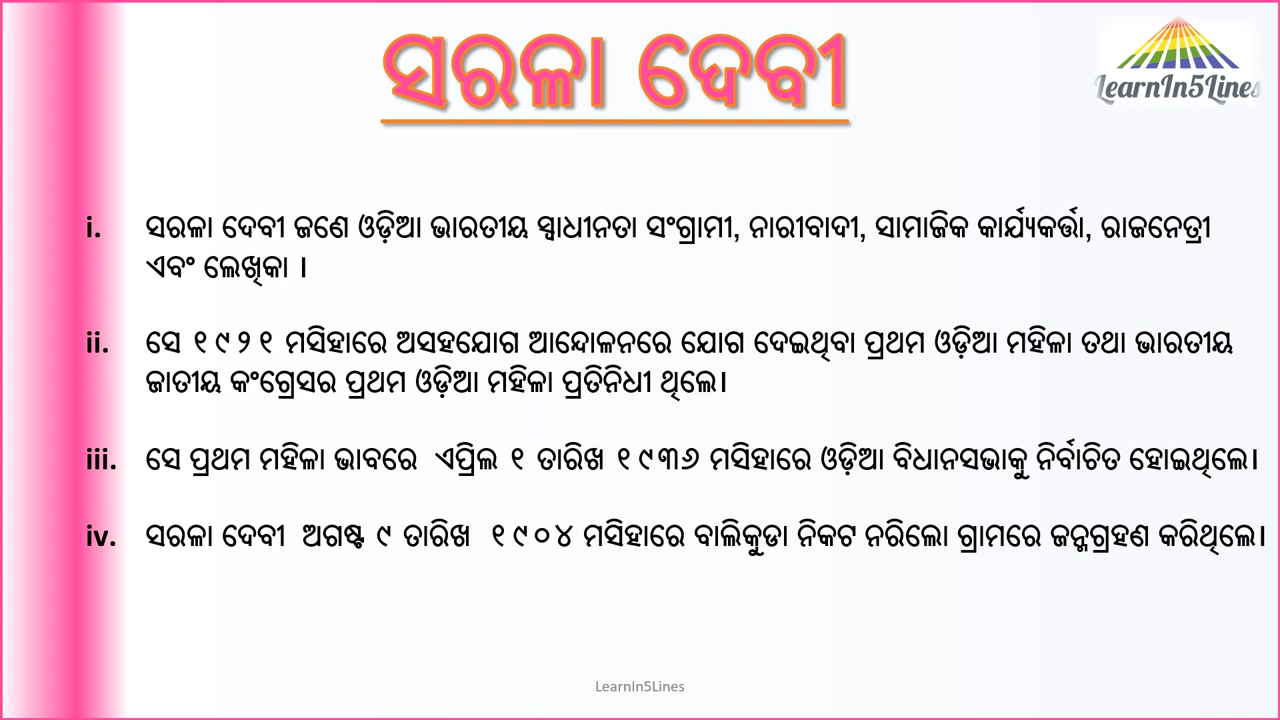 ସରଳା ଦେବୀ
LearnIn5Lines
i. ସରଳା ଦେବୀ ଜଣେ ଓଡ଼ିଆ ଭାରତୀୟ ସ୍ୱାଧୀନତା ସଂଗ୍ରାମୀ, ନାରୀବାଦୀ, ସାମାଜିକ କାର୍ଯ୍ୟକର୍ତ୍ତା, ରାଜନେତ୍ରୀ
ଏବଂ ଲେଖିକା ।
ii. ସେ ୧୯୨୧ ମସିହାରେ ଅସହଯୋଗ ଆନ୍ଦୋଳନରେ ଯୋଗ ଦେଇଥିବା ପ୍ରଥମ ଓଡ଼ିଆ ମହିଳା ତଥା ଭାରତୀୟ
ଜାତୀୟ କଂଗ୍ରେସର ପ୍ରଥମ ଓଡ଼ିଆ ମହିଳା ପ୍ରତିନିଧୀ ଥିଲେ।
iii. ସେ ପ୍ରଥମ ମହିଳା ଭାବରେ ଏପ୍ରିଲ ୧ ତାରିଖ ୧୯୩୬ ମସିହାରେ ଓଡ଼ିଆ ବିଧାନସଭାକୁ ନିର୍ବାଚିତ ହୋଇଥିଲେ।
iv. ସରଳା ଦେବୀ ଅଗଷ୍ଟ ୯ ତାରିଖ ୧୯୦୪ ମସିହାରେ ବାଲିକୁଡା ନିକଟ ନରିଲୋ ଗ୍ରାମରେ ଜନ୍ମଗ୍ରହଣ କରିଥିଲେ।
LearnIn5Lines